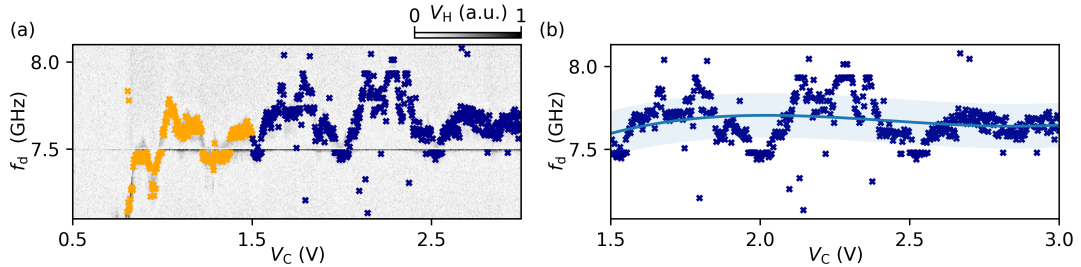 (a)
0 V_H (a.u.) 1
8.0
7.5
f_d (GHz)
0.5 1.5 2.5
V_C (V)
(b)
8.0
7.5
f_d (GHz)
1.5 2.0 2.5 3.0
V_C (V)